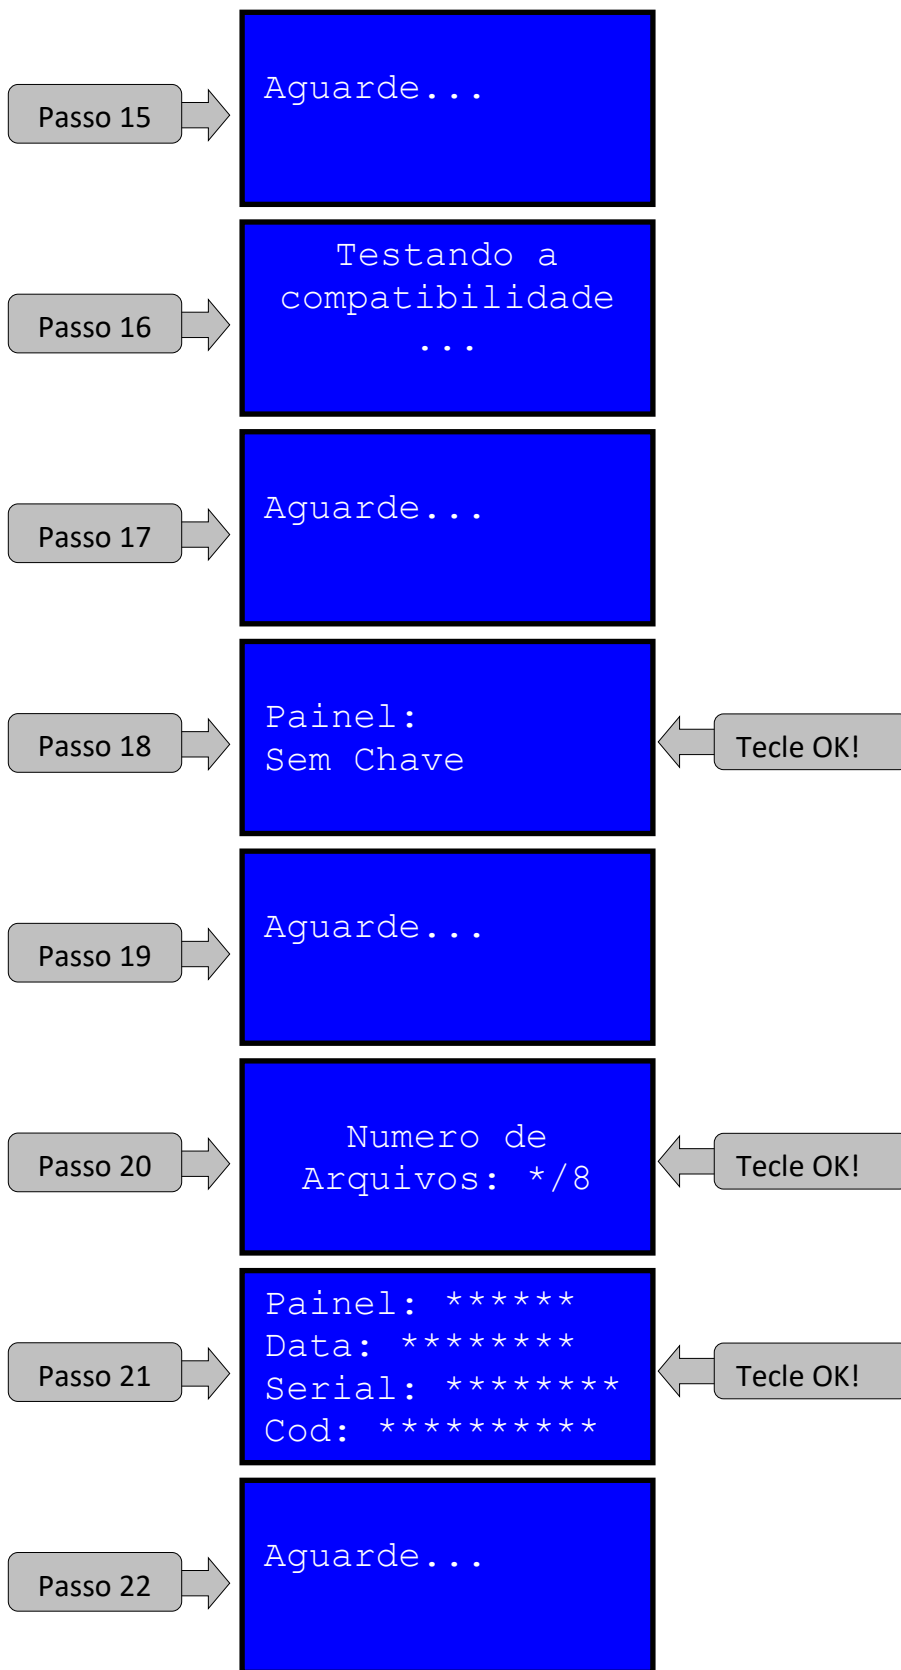 Passo 15
Aguarde...
Passo 16
Testando a
compatibilidade
...
Passo 17
Aguarde...
Passo 18
Painel:
Sem Chave
Tecle OK!
Passo 19
Aguarde...
Passo 20
Numero de
Arquivos: */8
Tecle OK!
Passo 21
Painel: ******
Data: ********
Serial: ********
Cod: **********
Tecle OK!
Passo 22
Aguarde...